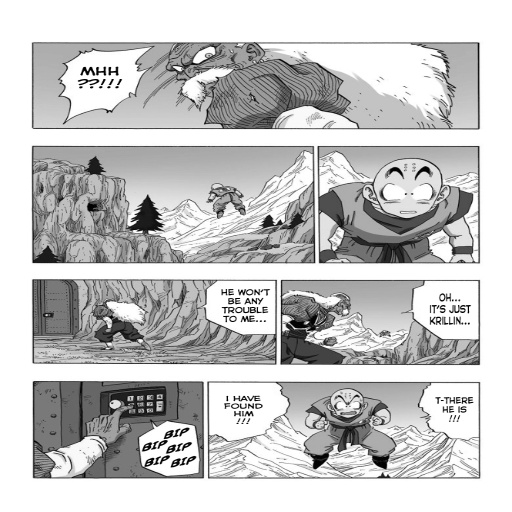 MHH
??!!!
OH...
IT'S JUST
KRILLIN...
HE WON'T
BE ANY
TROUBLE
TO ME...
T-THERE
HE IS
!!!
I HAVE
FOUND
HIM
!!!
BIP
BIP BIP
BIP BIP